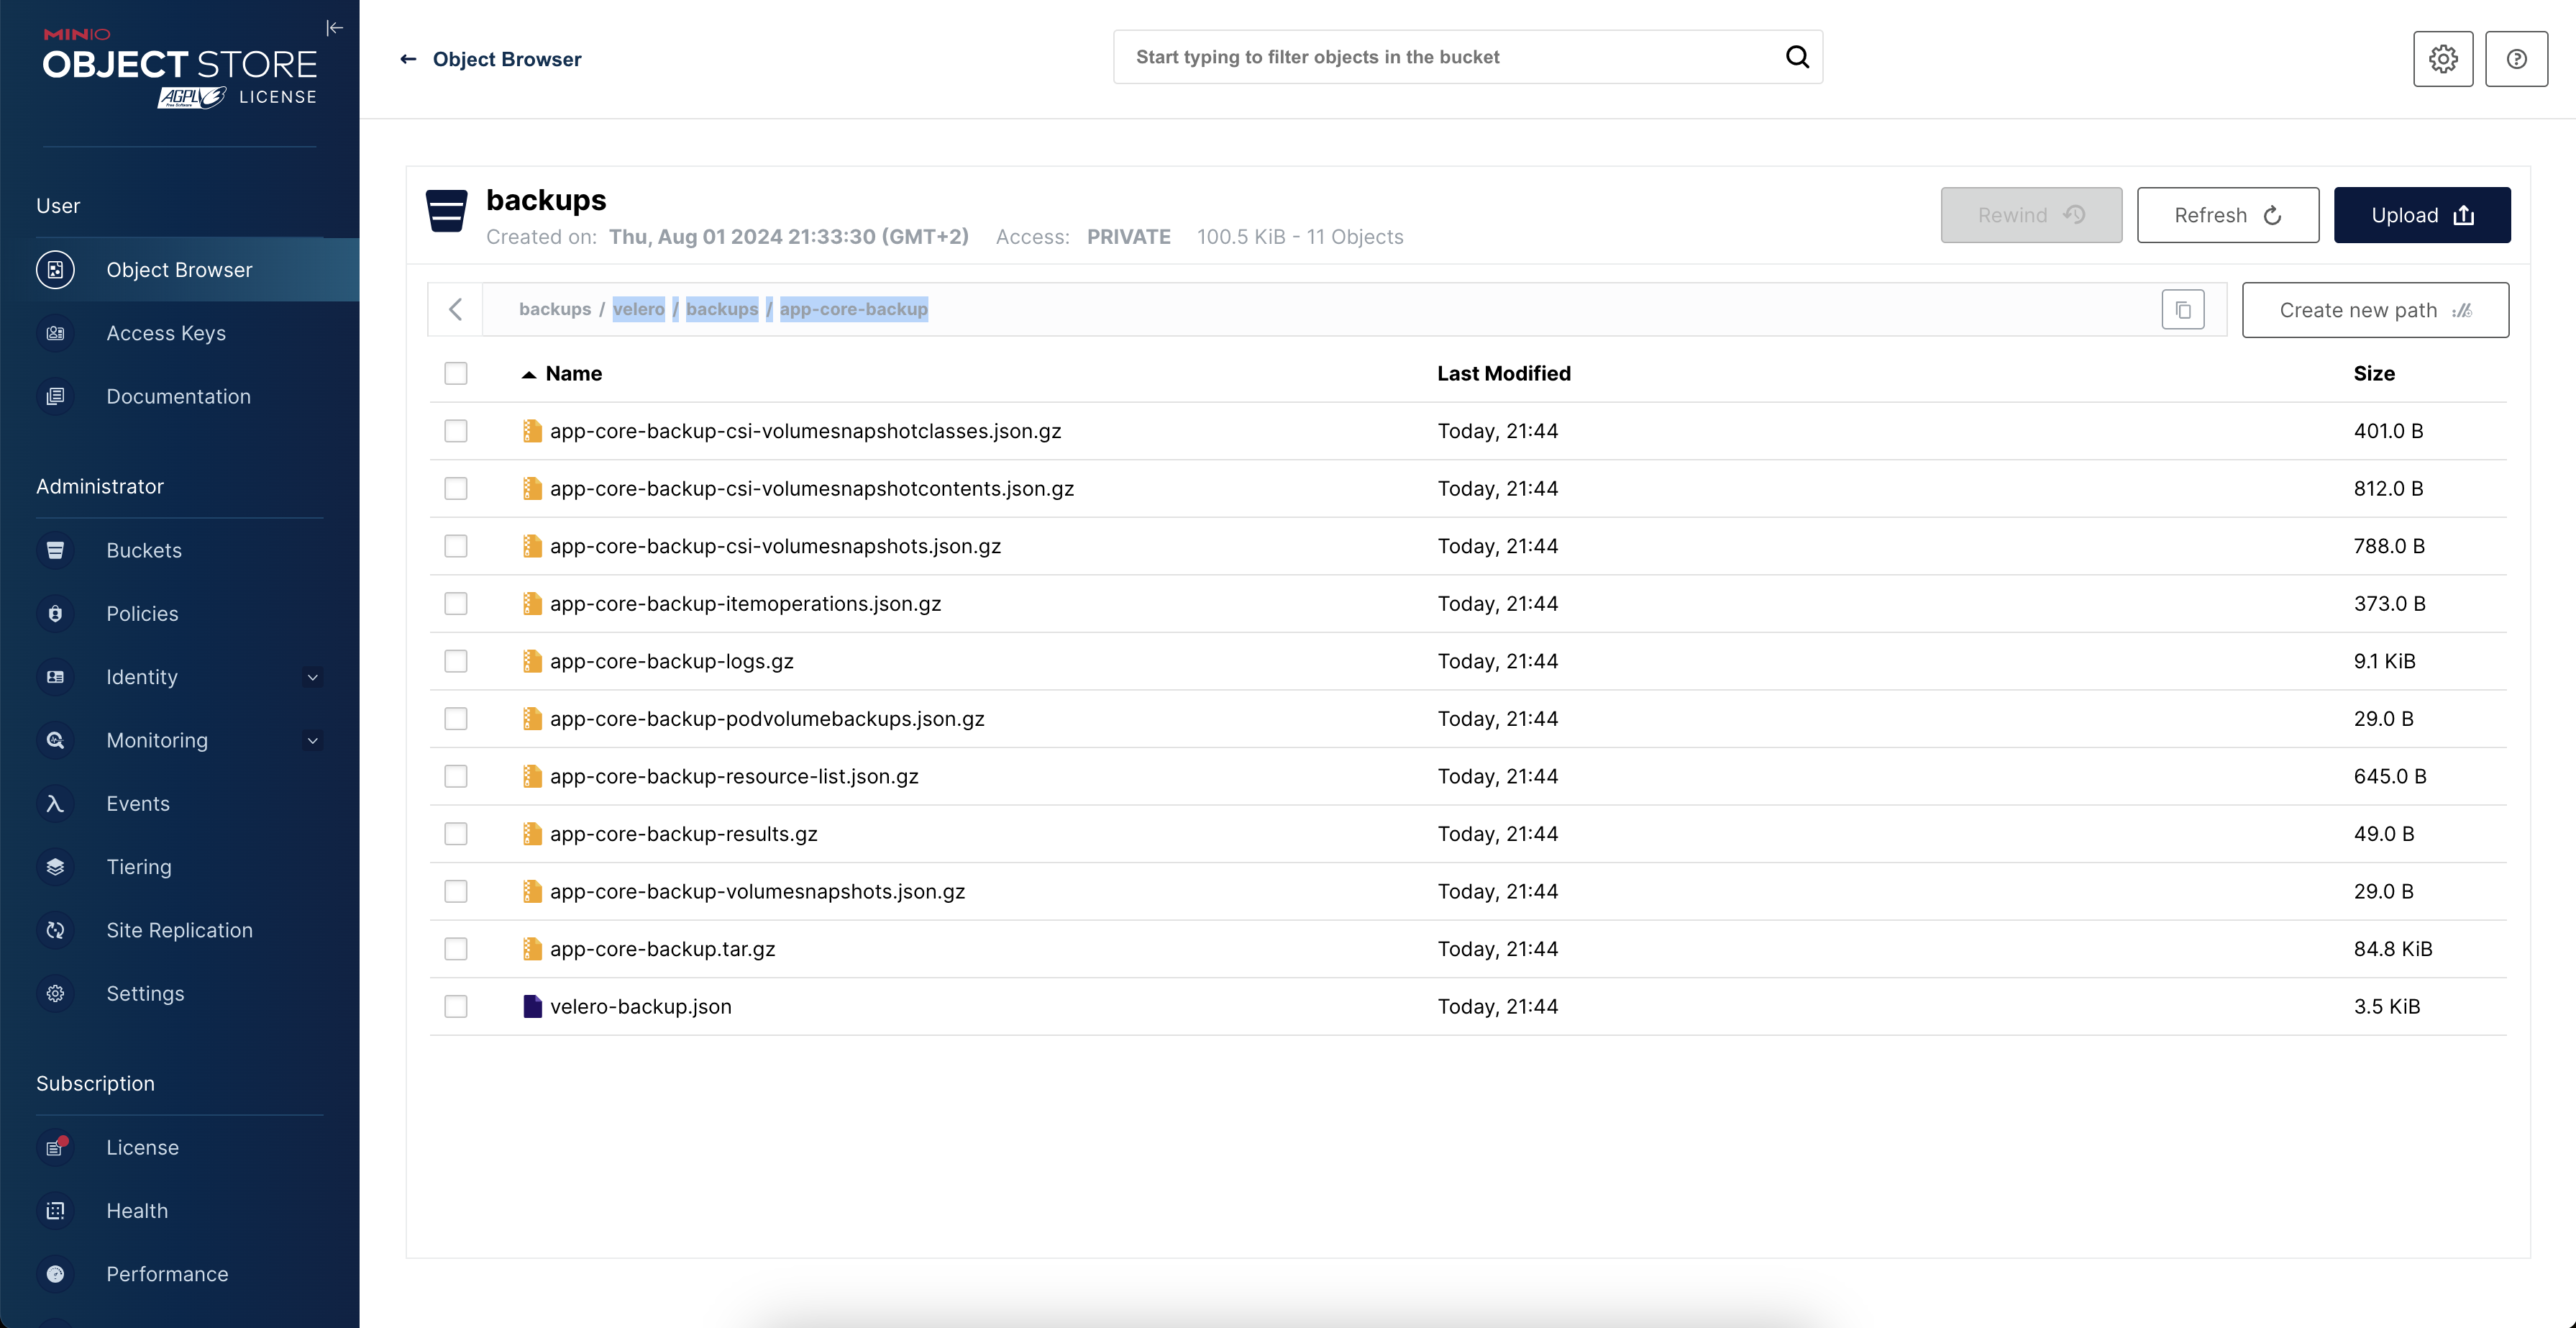 MINIO
OBJECT STORE
AGPLv3 LICENSE
Free Software
User
Object Browser
Access Keys
Documentation
Administrator
Buckets
Policies
Identity
Monitoring
Events
Tiering
Site Replication
Settings
Subscription
License
Health
Performance
Object Browser
Start typing to filter objects in the bucket
backups
Created on: Thu, Aug 01 2024 21:33:30 (GMT+2) Access: PRIVATE 100.5 KiB - 11 Objects
Rewind Refresh Upload
backups / velero / backups / app-core-backup
Create new path
Name Last Modified Size
app-core-backup-csi-volumesnapshotclasses.json.gz Today, 21:44 401.0 B
app-core-backup-csi-volumesnapshotcontents.json.gz Today, 21:44 812.0 B
app-core-backup-csi-volumesnapshots.json.gz Today, 21:44 788.0 B
app-core-backup-itemoperations.json.gz Today, 21:44 373.0 B
app-core-backup-logs.gz Today, 21:44 9.1 KiB
app-core-backup-podvolumebackups.json.gz Today, 21:44 29.0 B
app-core-backup-resource-list.json.gz Today, 21:44 645.0 B
app-core-backup-results.gz Today, 21:44 49.0 B
app-core-backup-volumesnapshots.json.gz Today, 21:44 29.0 B
app-core-backup.tar.gz Today, 21:44 84.8 KiB
velero-backup.json Today, 21:44 3.5 KiB